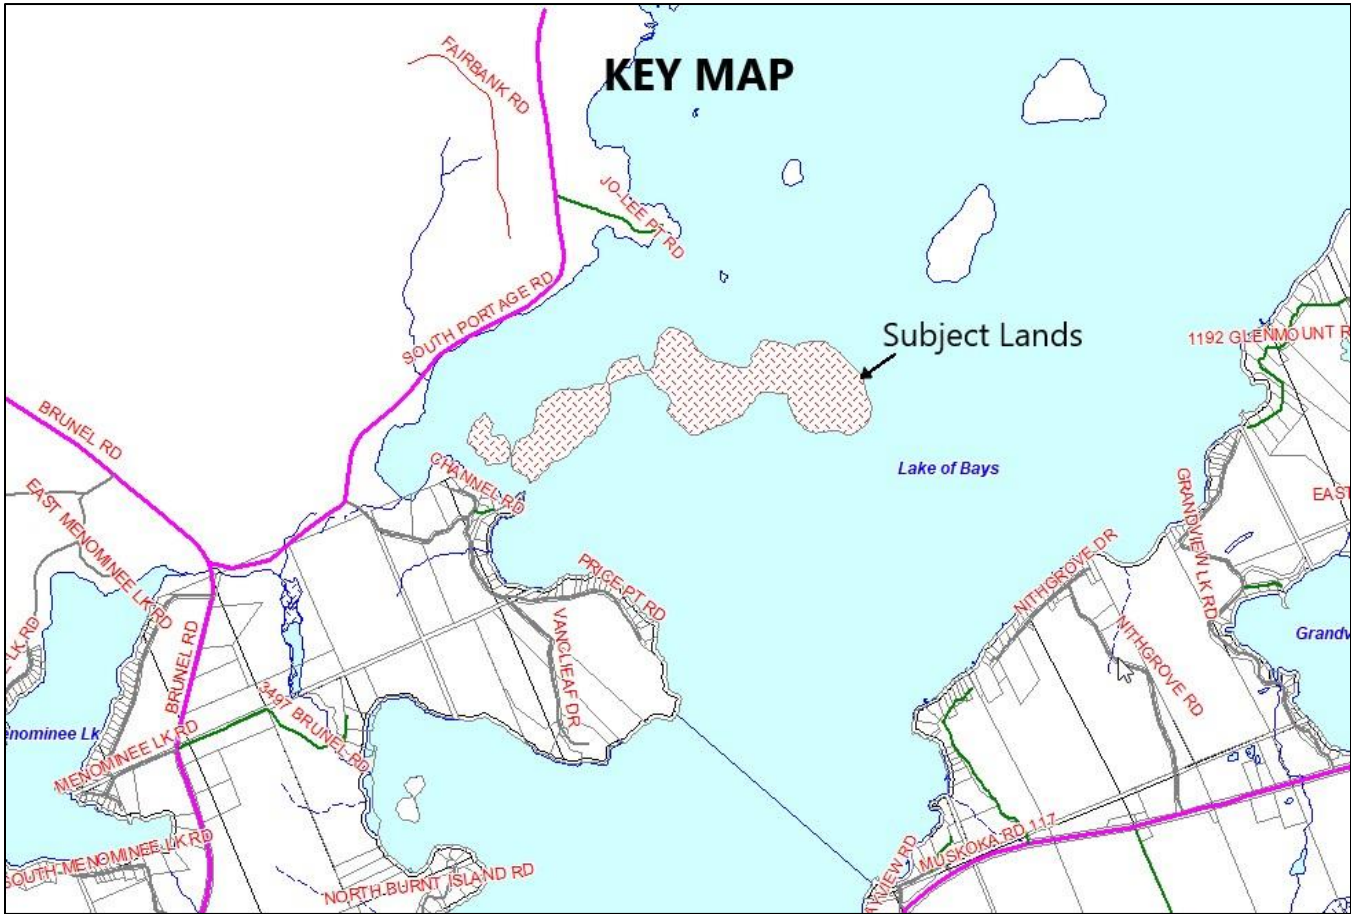 KEY MAP
FAIRBANK RD
JO-LEE PT RD
SOUTH PORTAGE RD
Subject Lands
1192 GLENMOUNT R
BRUNEL RD
CHANNEL RD
Lake of Bays
GRANDVIEW LK RD
EAST
EAST MENOMINEE LK RD
NITHGROVE DR
PRICE PT RD
LK RD
BRUNEL RD
VANCLIEAF DR
NITHGROVE RD
Grandv
3497 BRUNEL RD
enominee Lk
MENOMINEE LK RD
MUSKOKA RD 117
AYVIEW RD
SOUTH MENOMINEE LK RD
NORTH BURNT ISLAND RD